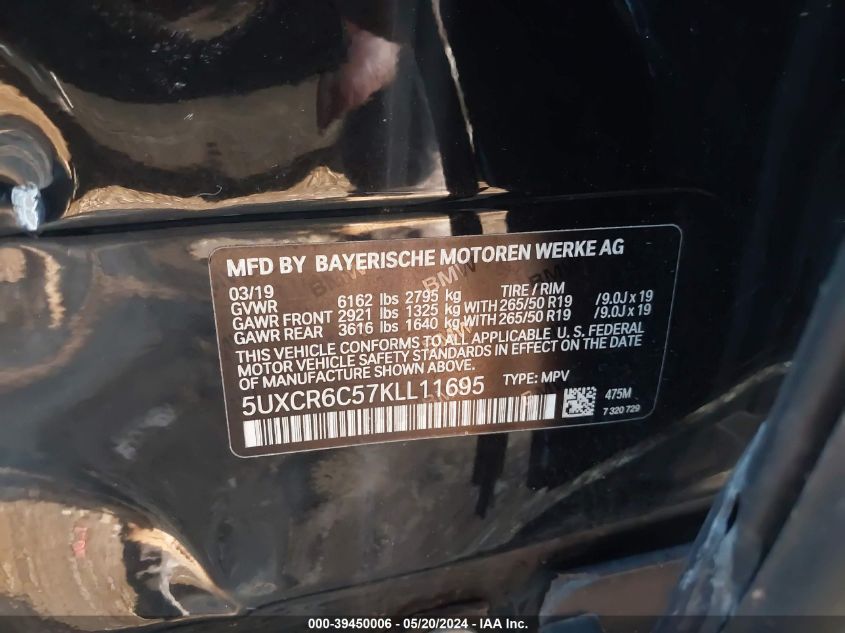 MFD BY BAYERISCHE MOTOREN WERKE AG
03/19 TIRE / RIM
GVWR 6162 lbs 2795 kg
GAWR FRONT 2921 lbs 1325 kg WITH 265/50 R19 /9.0J x 19
GAWR REAR 3616 lbs 1640 kg WITH 265/50 R19 /9.0J x 19
THIS VEHICLE CONFORMS TO ALL APPLICABLE U.S. FEDERAL
MOTOR VEHICLE SAFETY STANDARDS IN EFFECT ON THE DATE
OF MANUFACTURE SHOWN ABOVE.
5UXCR6C57KLL11695 TYPE: MPV
475M
7 320 729
000-39450006 - 05/20/2024 - IAA Inc.